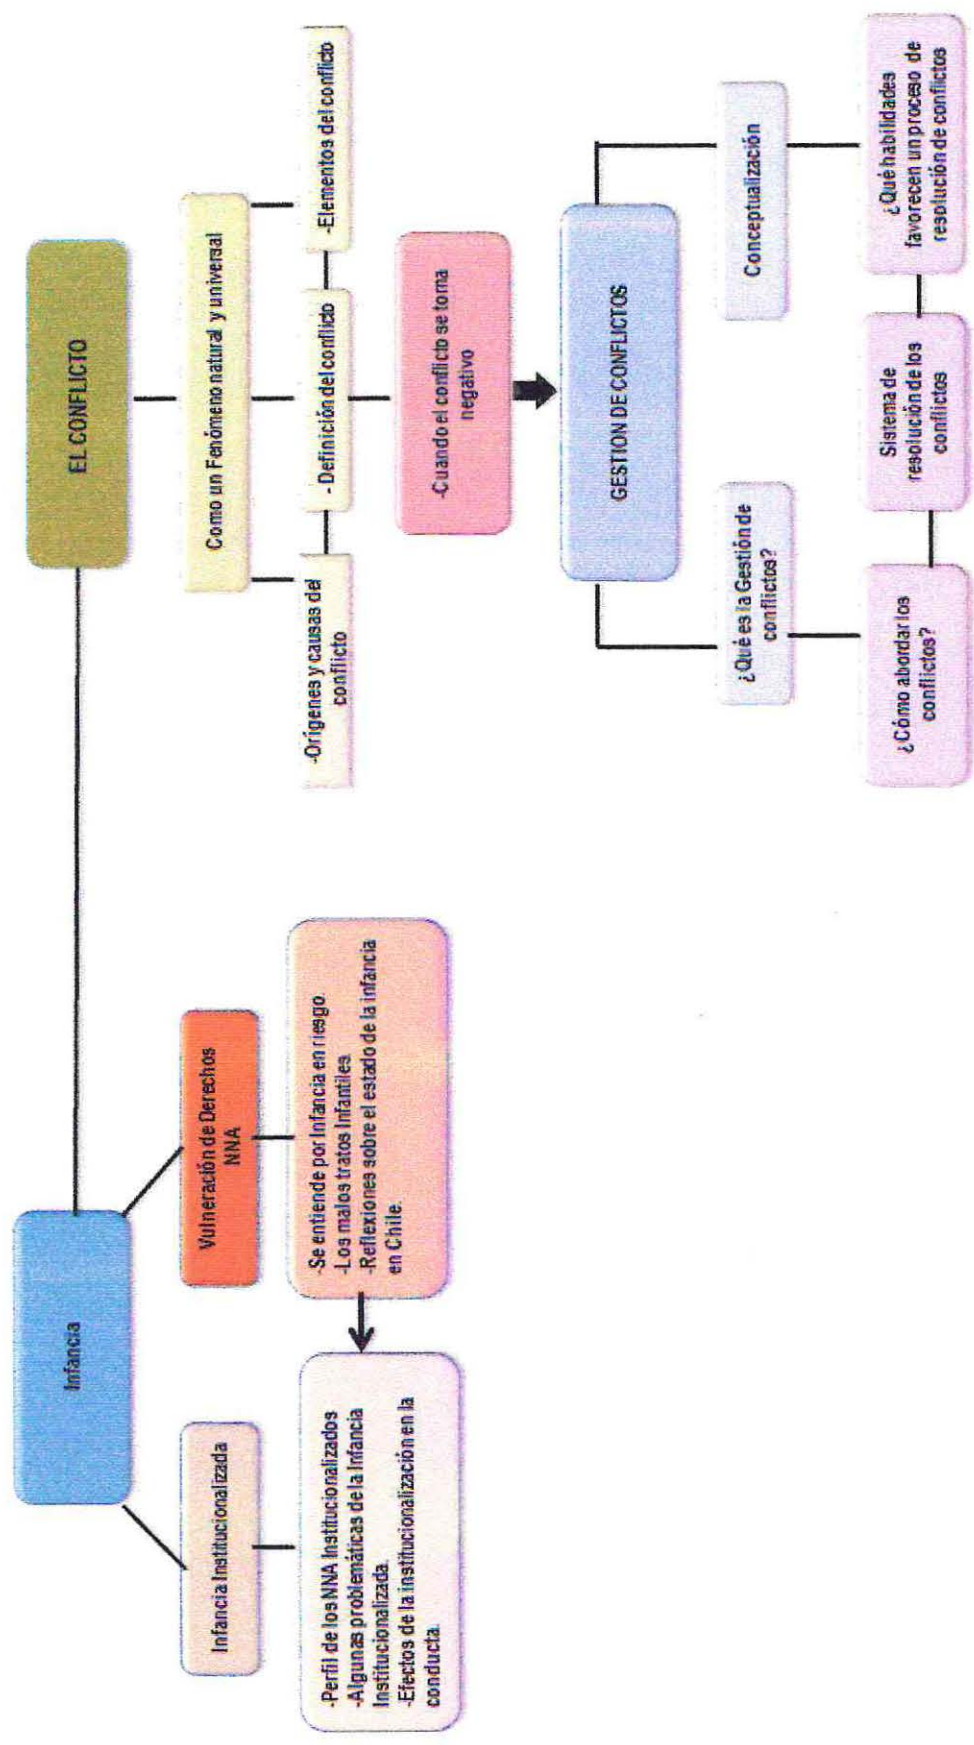 Infancia
Infancia Institucionalizada
-Perfil de los NNA Institucionalizados
-Algunas problemáticas de la Infancia
Institucionalizada.
-Efectos de la institucionalización en la
conducta.
Vulneración de Derechos
NNA
-Se entiende por Infancia en riesgo.
-Los malos tratos Infantiles.
-Reflexiones sobre el estado de la infancia
en Chile.
EL CONFLICTO
Como un Fenómeno natural y universal
-Orígenes y causas del
conflicto
- Definición del conflicto
-Elementos del conflicto
-Cuando el conflicto se torna
negativo
GESTION DE CONFLICTOS
¿Qué es la Gestión de
conflictos?
Conceptualización
¿Cómo abordar los
conflictos?
Sistema de
resolución de los
conflictos
¿Qué habilidades
favorecen un proceso de
resolución de conflictos